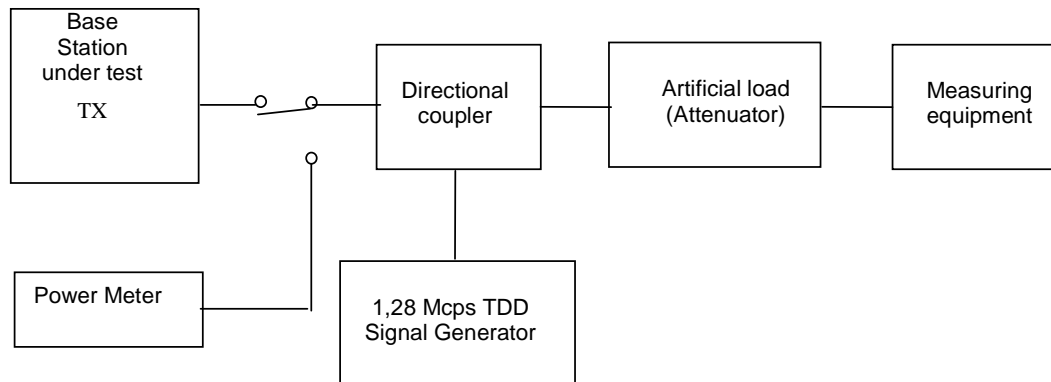 Base
Station
under test
TX
Directional
coupler
Artificial load
(Attenuator)
Measuring
equipment
Power Meter
1,28 Mcps TDD
Signal Generator